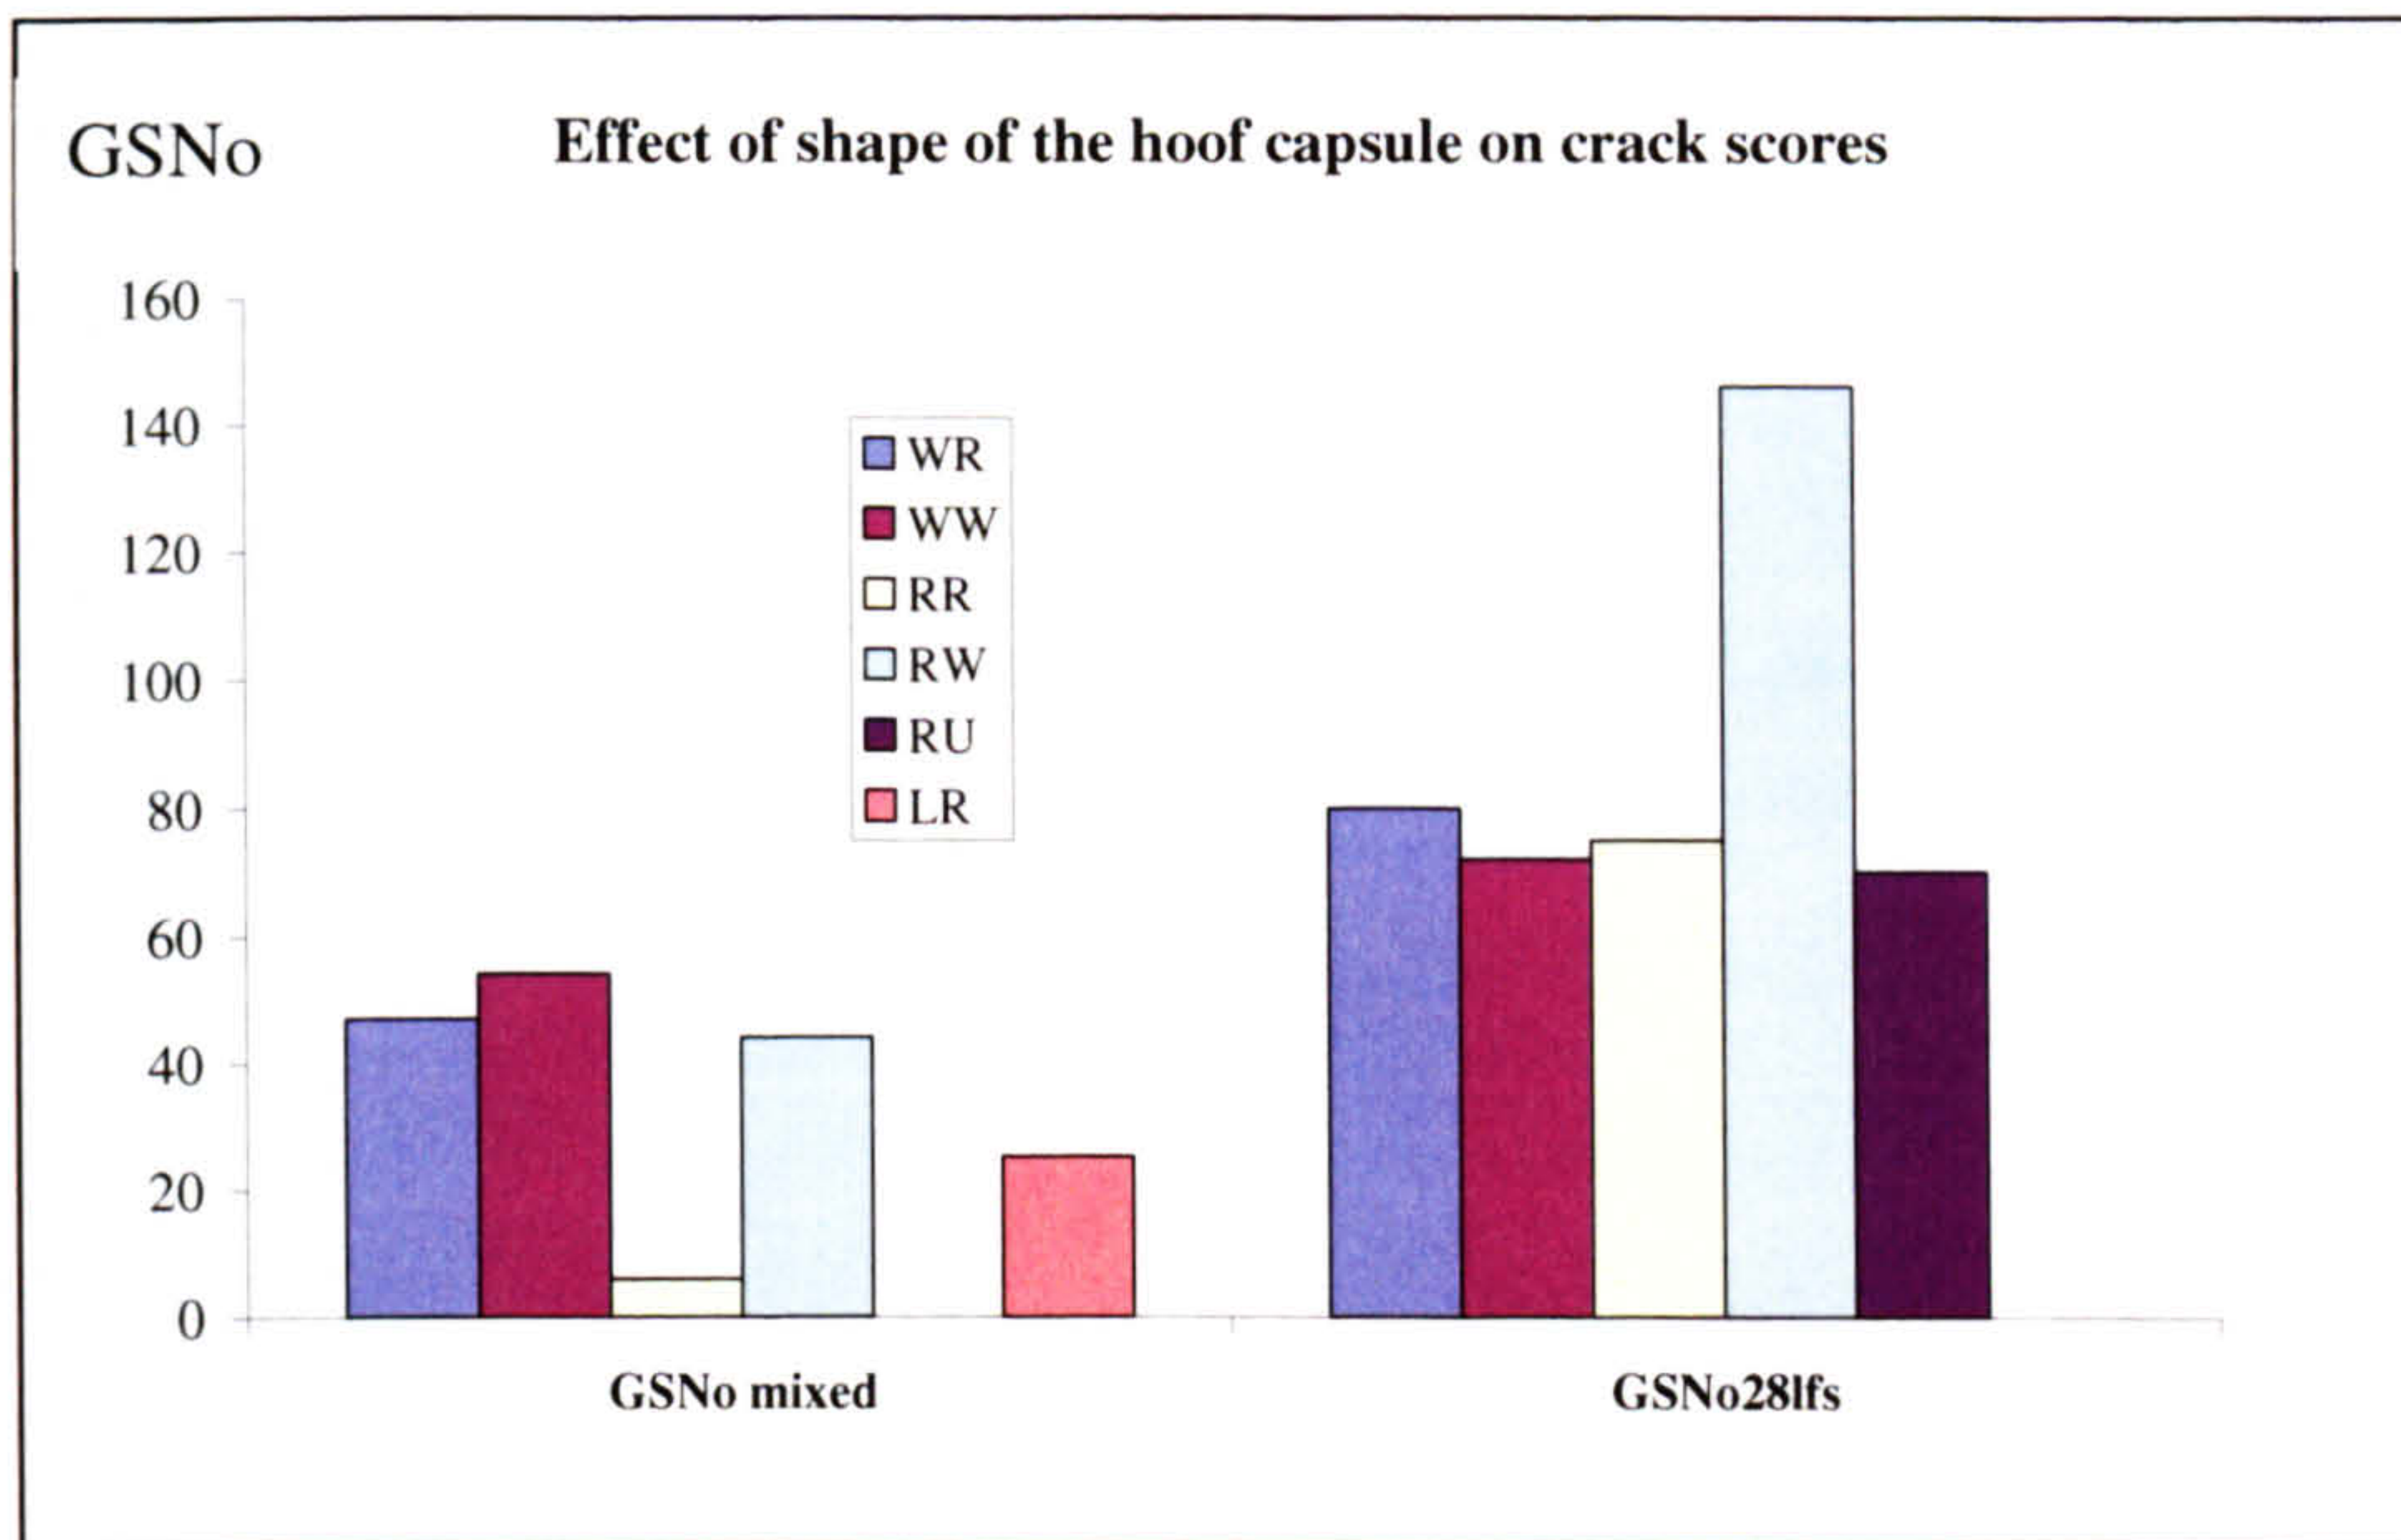 GSNo
Effect of shape of the hoof capsule on crack scores
160
140
120
100
80
60
40
20
0
WR
WW
RR
RW
RU
LR
GSNo mixed
GSNo28lfs